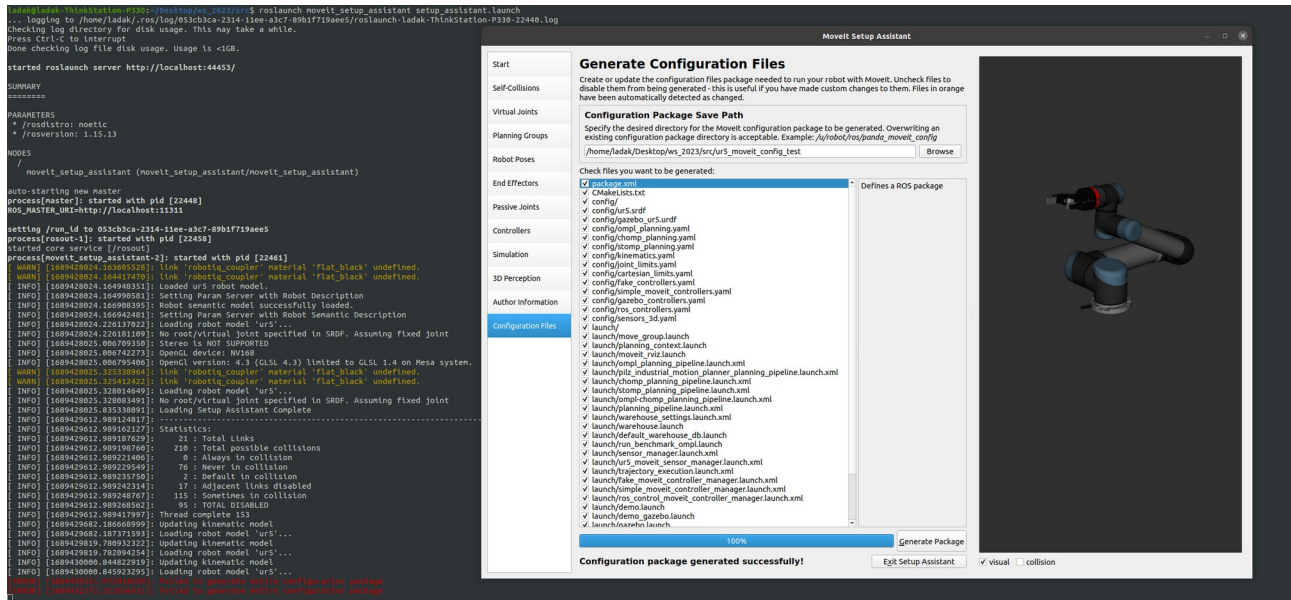 ladak@ladak-ThinkStation-P330:~/Desktop/ws_2023/src$ roslaunch moveit_setup_assistant setup_assistant.launch
... logging to /home/ladak/.ros/log/053cb3ca-2314-11ee-a3c7-89b1f719aee5/roslaunch-ladak-ThinkStation-P330-22440.log
Checking log directory for disk usage. This may take a while.
Press Ctrl-C to interrupt
Done checking log file disk usage. Usage is <1GB.
started roslaunch server http://localhost:44453/
SUMMARY
========
PARAMETERS
* /rosdistro: noetic
* /rosversion: 1.15.13
NODES
/
moveit_setup_assistant (moveit_setup_assistant/moveit_setup_assistant)
auto-starting new master
process[master]: started with pid [22448]
ROS_MASTER_URI=http://localhost:11311
setting /run_id to 053cb3ca-2314-11ee-a3c7-89b1f719aee5
process[rosout-1]: started with pid [22458]
started core service [/rosout]
process[moveit_setup_assistant-2]: started with pid [22461]
[ WARN] [1689428024.163605528]: link 'robotiq_coupler' material 'flat_black' undefined.
[ WARN] [1689428024.164417470]: link 'robotiq_coupler' material 'flat_black' undefined.
[ INFO] [1689428024.164948351]: Loaded ur5 robot model.
[ INFO] [1689428024.164990581]: Setting Param Server with Robot Description
[ INFO] [1689428024.166908395]: Robot semantic model successfully loaded.
[ INFO] [1689428024.166942481]: Setting Param Server with Robot Semantic Description
[ INFO] [1689428024.226137022]: Loading robot model 'ur5'...
[ INFO] [1689428024.226181109]: No root/virtual joint specified in SRDF. Assuming fixed joint
[ INFO] [1689428025.006709350]: Stereo is NOT SUPPORTED
[ INFO] [1689428025.006742273]: OpenGL device: NV168
[ INFO] [1689428025.006795406]: OpenGl version: 4.3 (GLSL 4.3) limited to GLSL 1.4 on Mesa system.
[ WARN] [1689428025.325338964]: link 'robotiq_coupler' material 'flat_black' undefined.
[ WARN] [1689428025.325412422]: link 'robotiq_coupler' material 'flat_black' undefined.
[ INFO] [1689428025.328014649]: Loading robot model 'ur5'...
[ INFO] [1689428025.328083491]: No root/virtual joint specified in SRDF. Assuming fixed joint
[ INFO] [1689428025.835338091]: Loading Setup Assistant Complete
[ INFO] [1689429612.989124817]: -------------------------------------------------------------------
[ INFO] [1689429612.989162127]: Statistics:
[ INFO] [1689429612.989187629]: 21 : Total Links
[ INFO] [1689429612.989198760]: 210 : Total possible collisions
[ INFO] [1689429612.989221406]: 0 : Always in collision
[ INFO] [1689429612.989229549]: 76 : Never in collision
[ INFO] [1689429612.989235750]: 2 : Default in collision
[ INFO] [1689429612.989242314]: 17 : Adjacent links disabled
[ INFO] [1689429612.989248767]: 115 : Sometimes in collision
[ INFO] [1689429612.989268562]: 95 : TOTAL DISABLED
[ INFO] [1689429612.989417997]: Thread complete 153
[ INFO] [1689429682.186668999]: Updating kinematic model
[ INFO] [1689429682.187371593]: Loading robot model 'ur5'...
[ INFO] [1689429819.780932322]: Updating kinematic model
[ INFO] [1689429819.782094254]: Loading robot model 'ur5'...
[ INFO] [1689430000.844822919]: Updating kinematic model
[ INFO] [1689430000.845923295]: Loading robot model 'ur5'...
Failed to generate entire configuration package
Failed to generate entire configuration package
MoveIt Setup Assistant
Start
Self-Collisions
Virtual Joints
Planning Groups
Robot Poses
End Effectors
Passive Joints
Controllers
Simulation
3D Perception
Author Information
Configuration Files
Generate Configuration Files
Create or update the configuration files package needed to run your robot with MoveIt. Uncheck files to
disable them from being generated - this is useful if you have made custom changes to them. Files in orange
have been automatically detected as changed.
Configuration Package Save Path
Specify the desired directory for the MoveIt configuration package to be generated. Overwriting an
existing configuration package directory is acceptable. Example: /u/robot/ros/panda_moveit_config
/home/ladak/Desktop/ws_2023/src/ur5_moveit_config_test
Browse
Check files you want to be generated:
package.xml
CMakeLists.txt
config/
config/ur5.srdf
config/gazebo_ur5.urdf
config/ompl_planning.yaml
config/chomp_planning.yaml
config/stomp_planning.yaml
config/kinematics.yaml
config/joint_limits.yaml
config/cartesian_limits.yaml
config/fake_controllers.yaml
config/simple_moveit_controllers.yaml
config/gazebo_controllers.yaml
config/ros_controllers.yaml
config/sensors_3d.yaml
launch/
launch/move_group.launch
launch/planning_context.launch
launch/moveit_rviz.launch
launch/ompl_planning_pipeline.launch.xml
launch/pilz_industrial_motion_planner_planning_pipeline.launch.xml
launch/chomp_planning_pipeline.launch.xml
launch/stomp_planning_pipeline.launch.xml
launch/ompl-chomp_planning_pipeline.launch.xml
launch/planning_pipeline.launch.xml
launch/warehouse_settings.launch.xml
launch/warehouse.launch
launch/default_warehouse_db.launch
launch/run_benchmark_ompl.launch
launch/sensor_manager.launch.xml
launch/ur5_moveit_sensor_manager.launch.xml
launch/trajectory_execution.launch.xml
launch/fake_moveit_controller_manager.launch.xml
launch/simple_moveit_controller_manager.launch.xml
launch/ros_control_moveit_controller_manager.launch.xml
launch/demo.launch
launch/demo_gazebo.launch
launch/gazebo.launch
Defines a ROS package
100%
Generate Package
Configuration package generated successfully!
Exit Setup Assistant
visual
collision